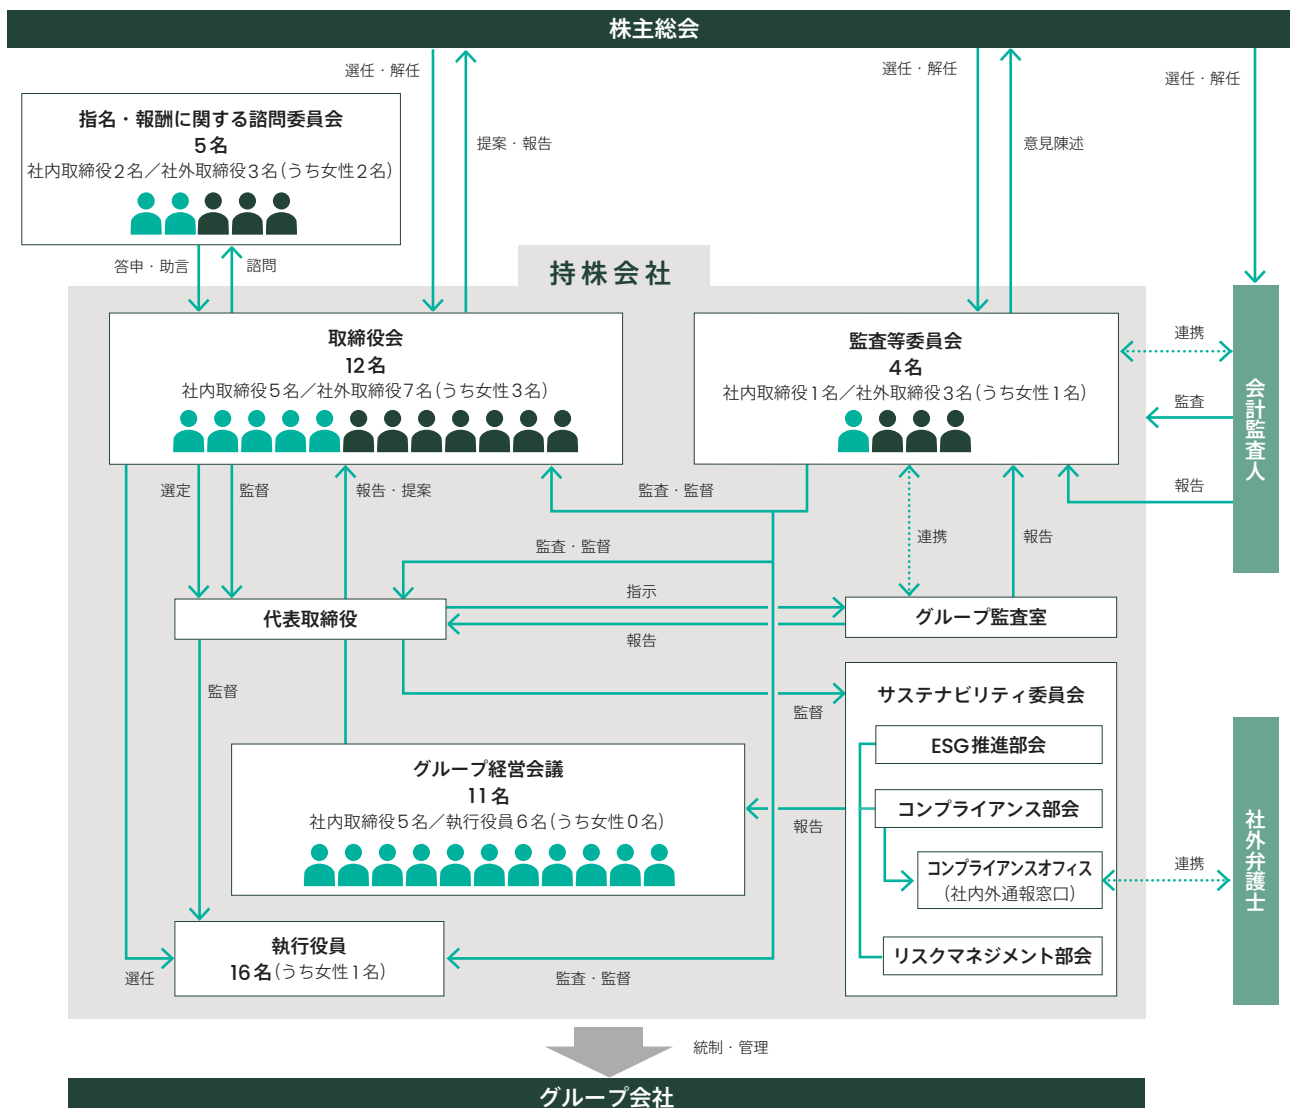 株主総会
選任・解任
選任・解任
選任・解任
指名・報酬に関する諮問委員会
5名
社内取締役2名／社外取締役3名(うち女性2名)
提案・報告
意見陳述
答申・助言
諮問
持株会社
取締役会
12名
社内取締役5名／社外取締役7名(うち女性3名)
監査等委員会
4名
社内取締役1名／社外取締役3名(うち女性1名)
連携
監査
報告
会計監査人
選定
監督
報告・提案
監査・監督
連携
報告
監査・監督
指示
代表取締役
グループ監査室
報告
監督
監督
サステナビリティ委員会
ESG推進部会
コンプライアンス部会
コンプライアンスオフィス
(社内外通報窓口)
リスクマネジメント部会
連携
社外弁護士
グループ経営会議
11名
社内取締役5名／執行役員6名(うち女性0名)
報告
執行役員
16名(うち女性1名)
選任
監査・監督
統制・管理
グループ会社